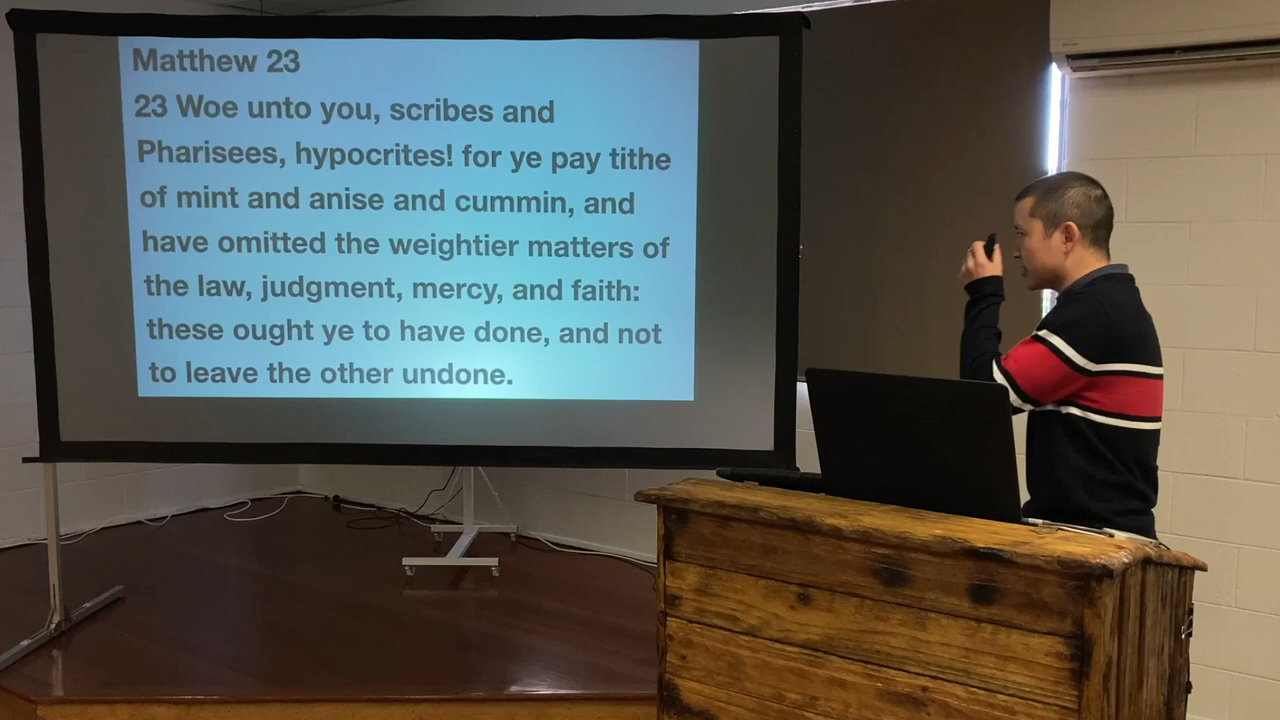 Matthew 23
23 Woe unto you, scribes and
Pharisees, hypocrites! for ye pay tithe
of mint and anise and cummin, and
have omitted the weightier matters of
the law, judgment, mercy, and faith:
these ought ye to have done, and not
to leave the other undone.